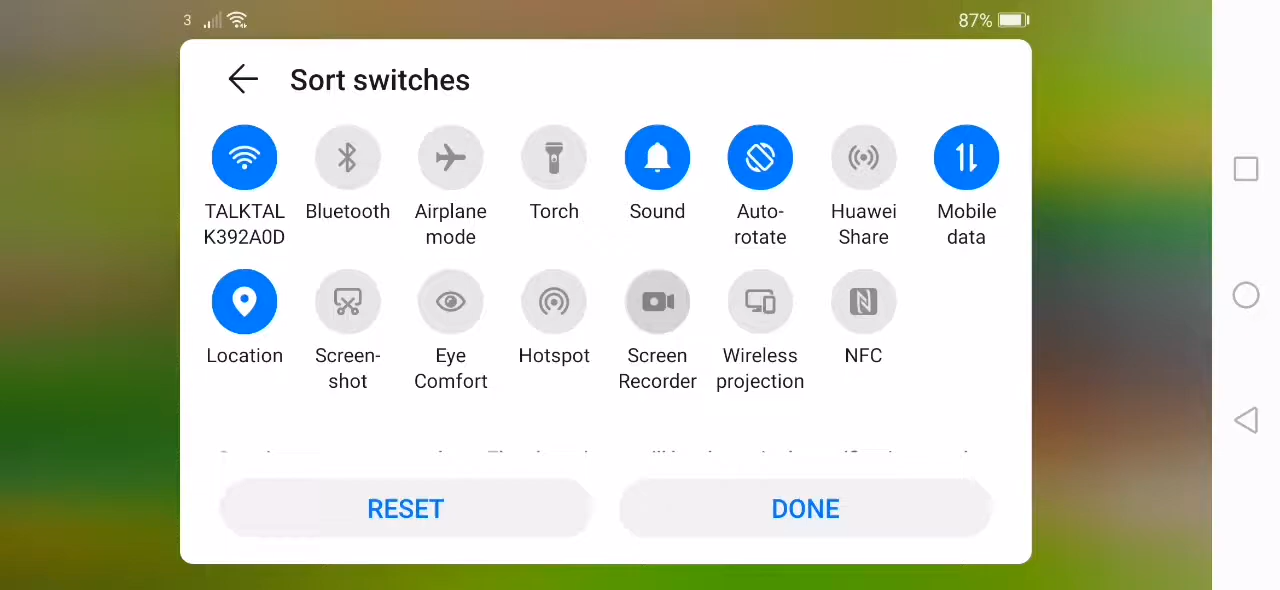 3
87%
Sort switches
TALKTAL Bluetooth Airplane Torch Sound Auto- Huawei Mobile
K392A0D mode rotate Share data
Location Screen- Eye Hotspot Screen Wireless NFC
shot Comfort Recorder projection
RESET DONE